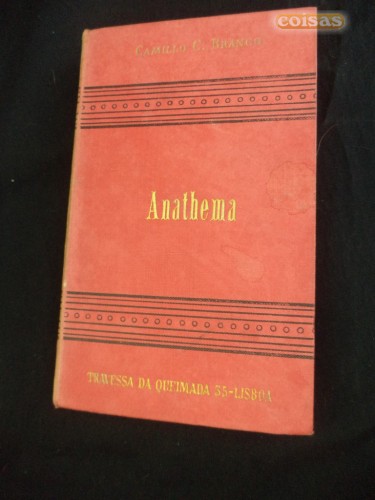 coisas
CAMILLO C. BRANCO
Anathema
TRAVESSA DA QUEIMADA 35-LISBOA